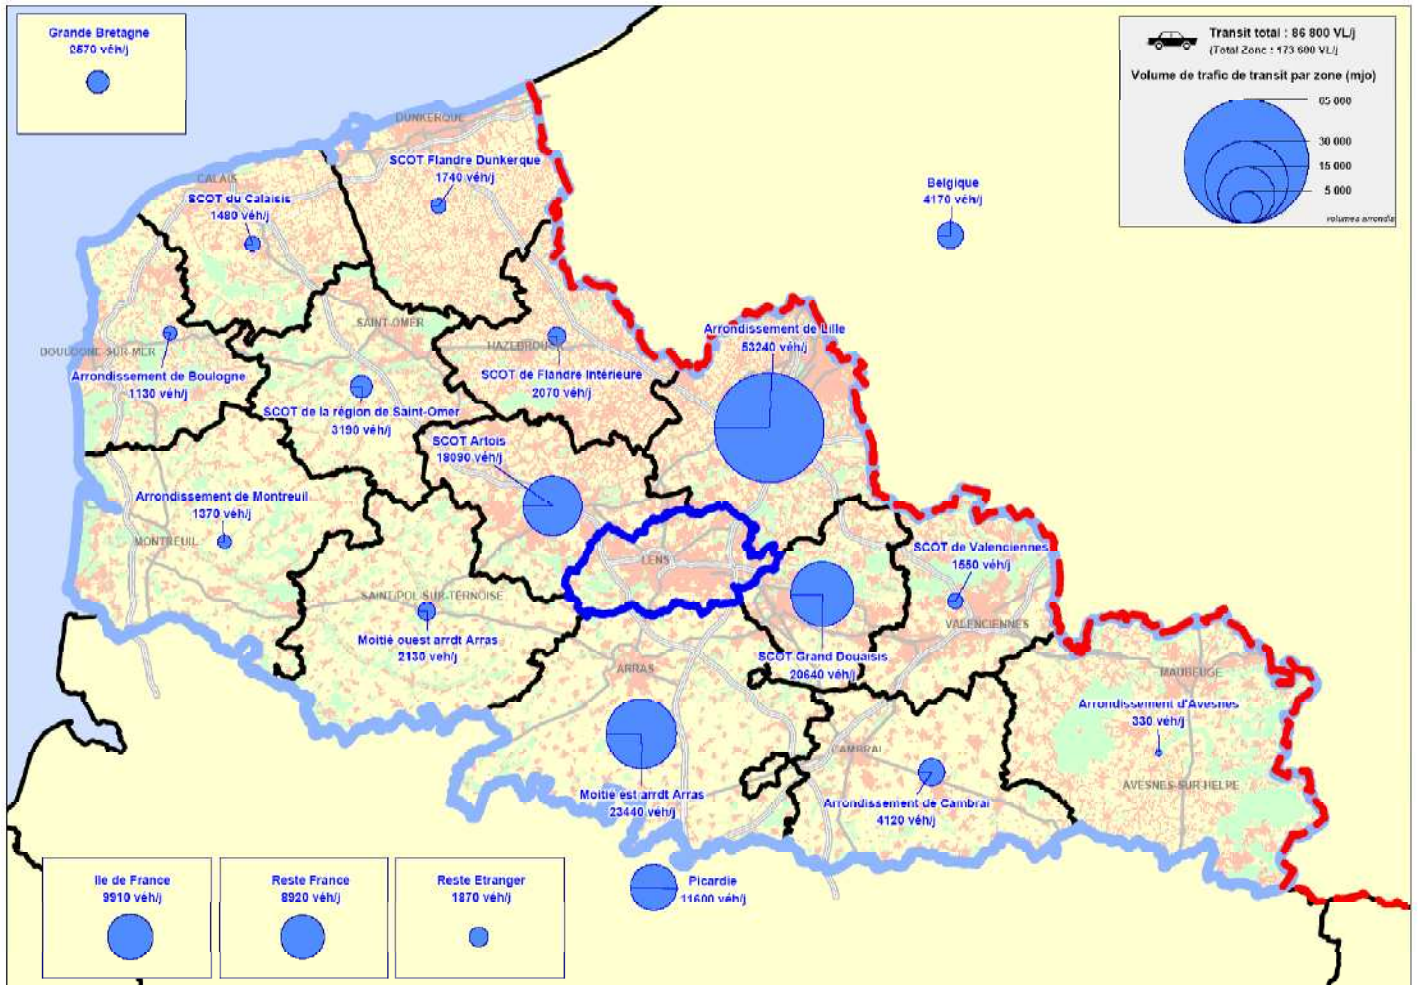 Grande Bretagne
2570 véh/j
Transit total : 86 800 VL/j
(Total Zone : 173 600 VL/j
Volume de trafic de transit par zone (mjo)
65 000
30 000
15 000
5 000
volumes arrondis
DUNKERQUE
SCOT Flandre Dunkerque
1740 véh/j
CALAIS
SCOT du Calaisis
1480 véh/j
Belgique
4170 véh/j
SAINT-OMER
Arrondissement de Lille
53240 véh/j
BOULOGNE-SUR-MER
HAZEBROUCK
Arrondissement de Boulogne
1130 véh/j
SCOT de Flandre Intérieure
2070 véh/j
SCOT de la région de Saint-Omer
3190 véh/j
SCOT Artois
18090 véh/j
Arrondissement de Montreuil
1370 véh/j
MONTREUIL
LENS
SCOT de Valenciennes
1550 véh/j
SAINT-POL-SUR-TERNOISE
VALENCIENNES
Moitié ouest arrdt Arras
2130 véh/j
SCOT Grand Douaisis
20640 véh/j
ARRAS
MAUBEUGE
Arrondissement d'Avesnes
330 véh/j
CAMBRAI
AVESNES-SUR-HELPE
Moitié est arrdt Arras
23440 véh/j
Arrondissement de Cambrai
4120 véh/j
Ile de France
9910 véh/j
Reste France
8920 véh/j
Reste Etranger
1870 véh/j
Picardie
11600 véh/j